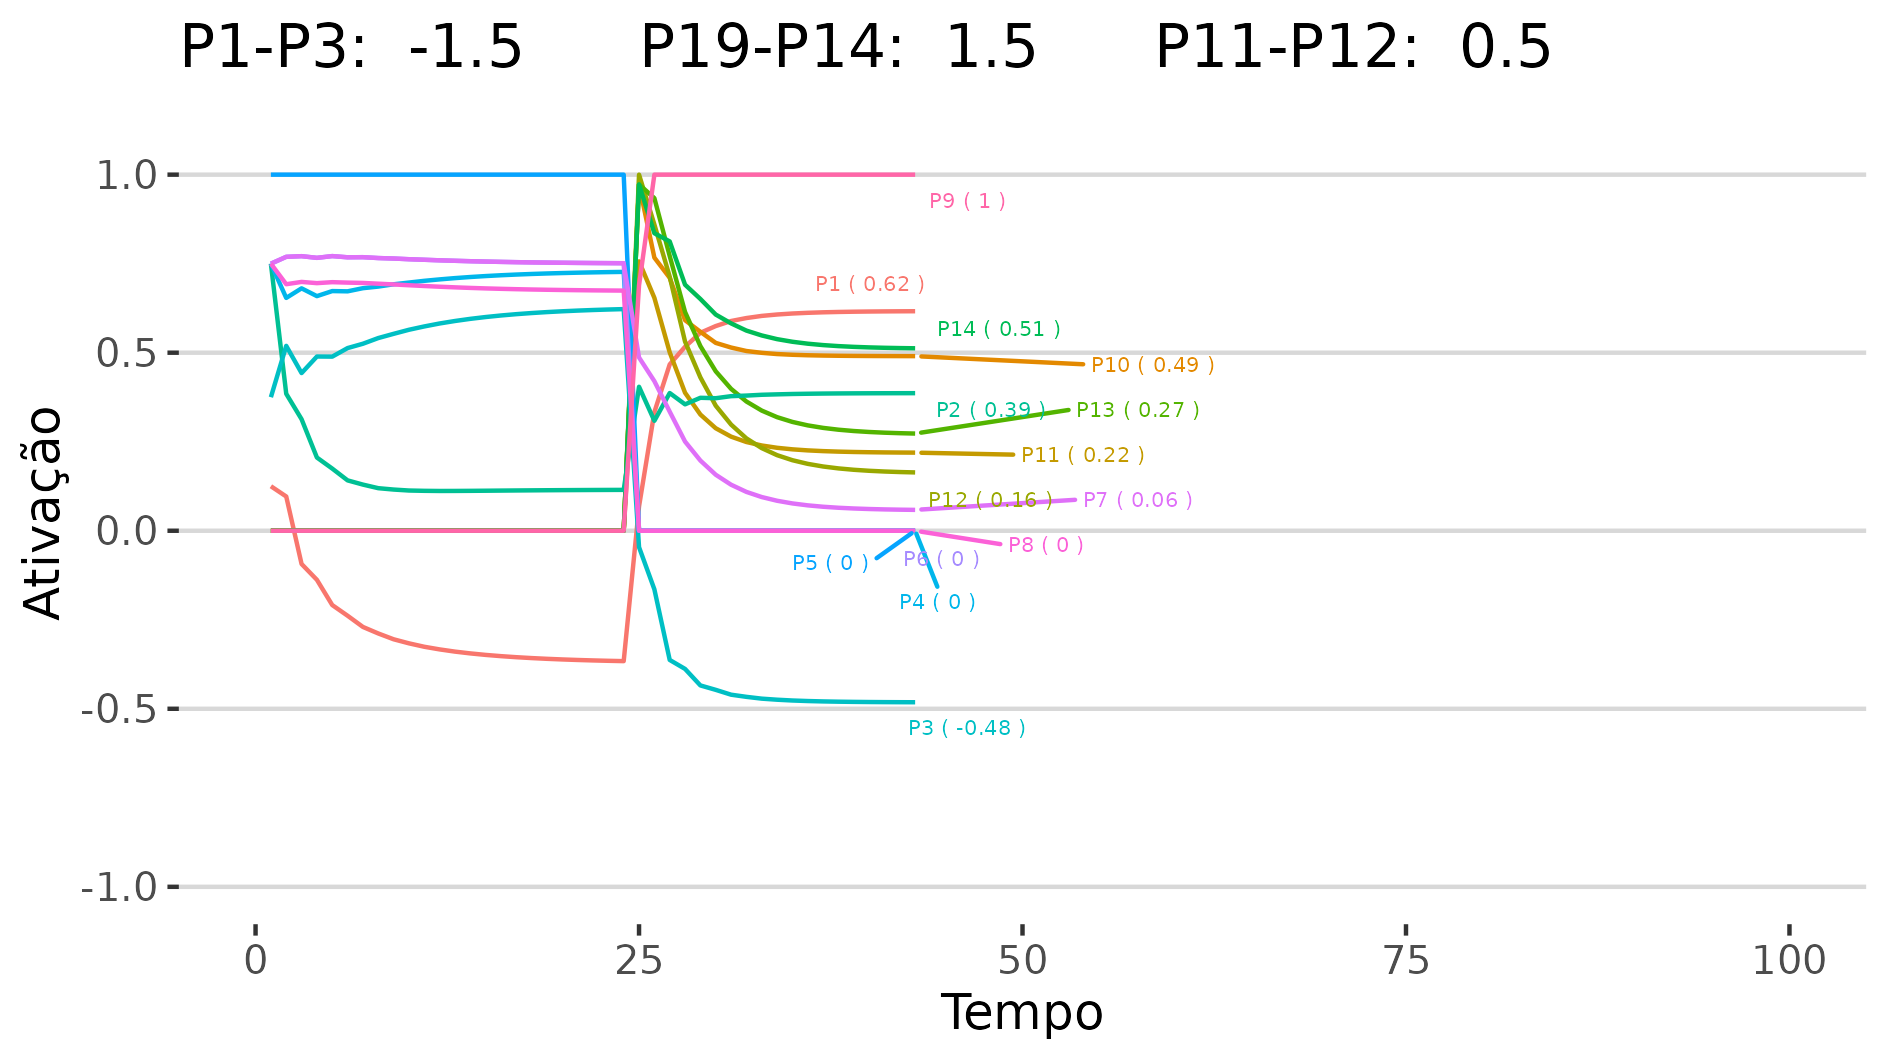 P1-P3:  -1.5  P19-P14:  1.5  P11-P12:  0.5
Ativação
1.0
0.5
0.0
-0.5
-1.0
P9 ( 1 )
P1 ( 0.62 )
P14 ( 0.51 )
P10 ( 0.49 )
P2 ( 0.39 )
P13 ( 0.27 )
P11 ( 0.22 )
P12 ( 0.16 )
P7 ( 0.06 )
P8 ( 0 )
P5 ( 0 )
P6 ( 0 )
P4 ( 0 )
P3 ( -0.48 )
0 25 50 75 100
Tempo